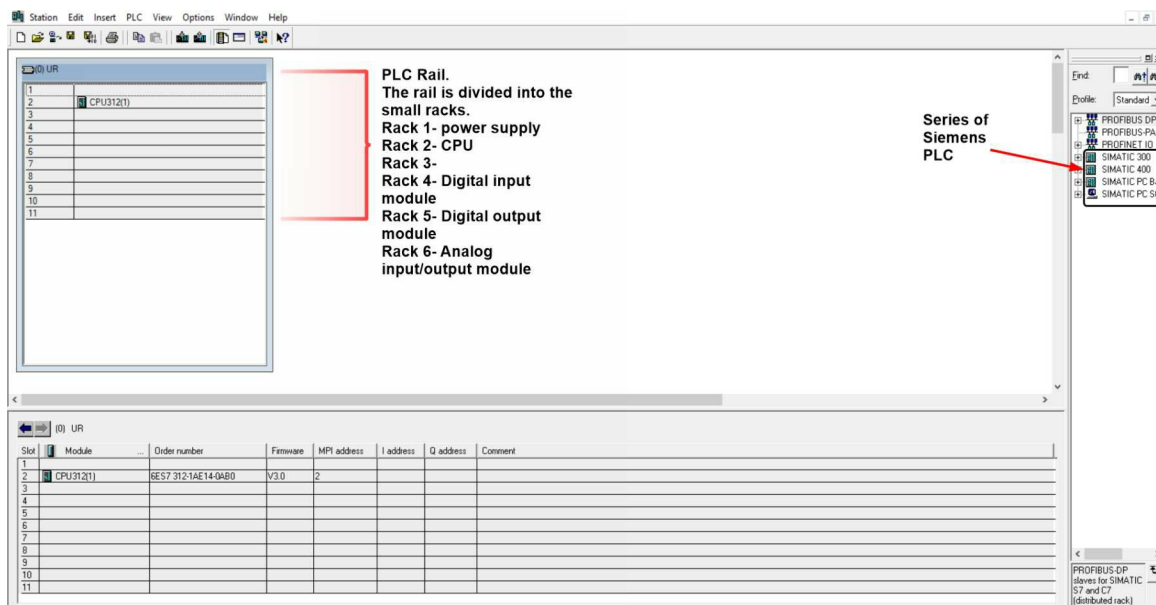 Station Edit Insert PLC View Options Window Help
(0) UR
1
2 CPU312(1)
3
4
5
6
7
8
9
10
11
PLC Rail.
The rail is divided into the
small racks.
Rack 1- power supply
Rack 2- CPU
Rack 3-
Rack 4- Digital input
module
Rack 5- Digital output
module
Rack 6- Analog
input/output module
Series of
Siemens
PLC
Find:
Profile: Standard
PROFIBUS DP
PROFIBUS-PA
PROFINET IO
SIMATIC 300
SIMATIC 400
SIMATIC PC B
SIMATIC PC S
(0) UR
Slot Module ... Order number Firmware MPI address I address Q address Comment
1
2 CPU312(1) 6ES7 312-1AE14-0AB0 V3.0 2
3
4
5
6
7
8
9
10
11
PROFIBUS-DP
slaves for SIMATIC
S7 and C7
(distributed rack)